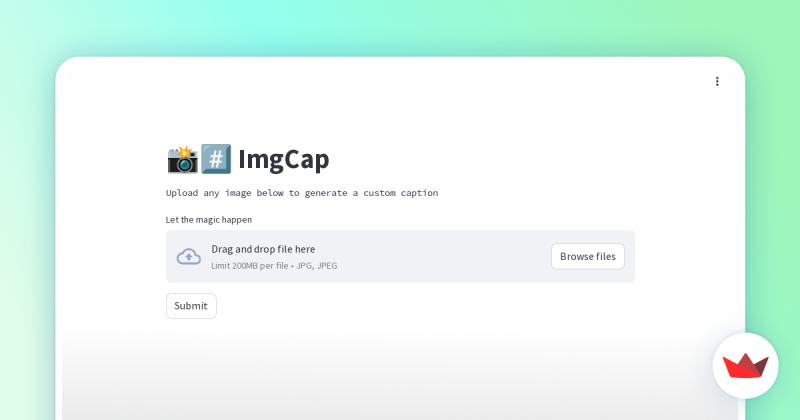 📸#️⃣ ImgCap
Upload any image below to generate a custom caption
Let the magic happen
Drag and drop file here
Limit 200MB per file • JPG, JPEG
Browse files
Submit